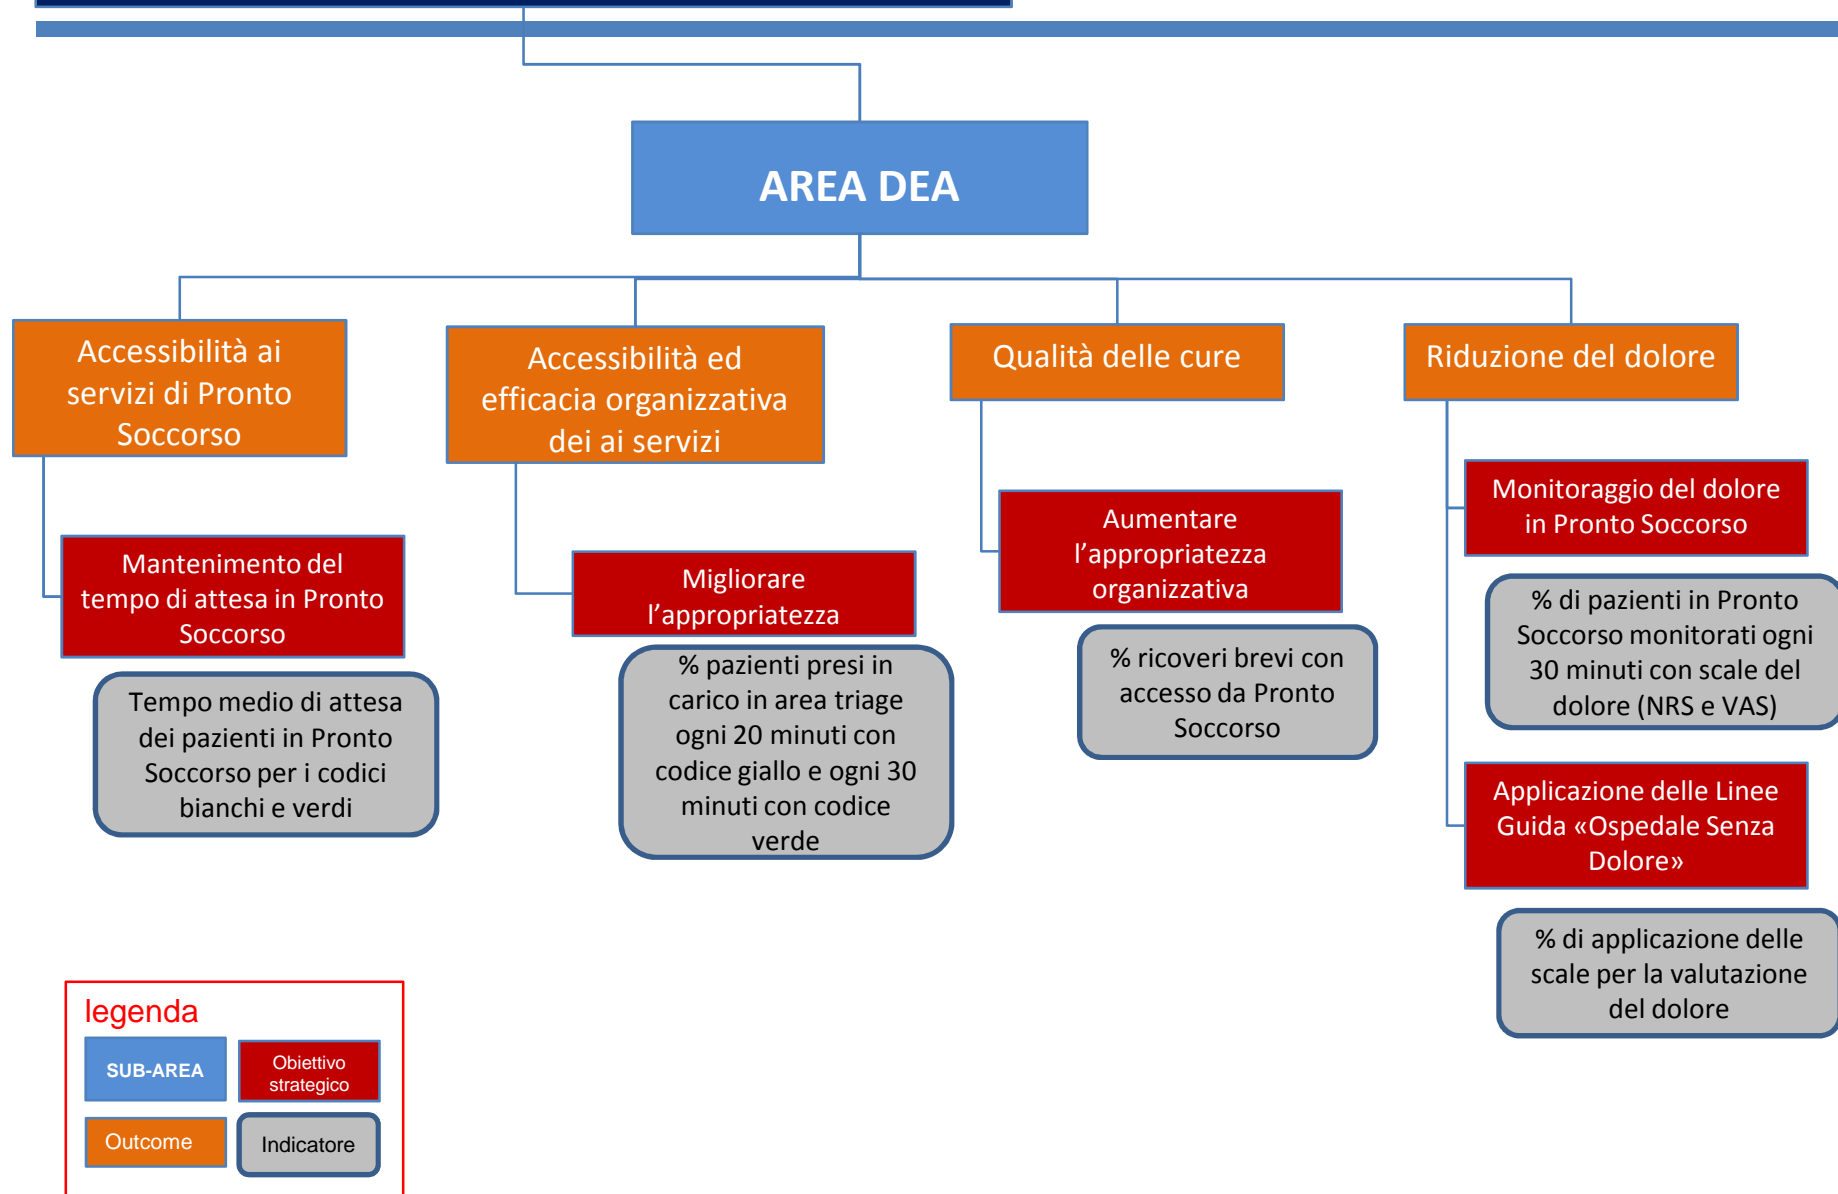 AREA DEA
Accessibilità ai
servizi di Pronto
Soccorso
Mantenimento del
tempo di attesa in Pronto
Soccorso
Tempo medio di attesa
dei pazienti in Pronto
Soccorso per i codici
bianchi e verdi
Accessibilità ed
efficacia organizzativa
dei ai servizi
Migliorare
l’appropriatezza
% pazienti presi in
carico in area triage
ogni 20 minuti con
codice giallo e ogni 30
minuti con codice
verde
Qualità delle cure
Aumentare
l’appropriatezza
organizzativa
% ricoveri brevi con
accesso da Pronto
Soccorso
Riduzione del dolore
Monitoraggio del dolore
in Pronto Soccorso
% di pazienti in Pronto
Soccorso monitorati ogni
30 minuti con scale del
dolore (NRS e VAS)
Applicazione delle Linee
Guida «Ospedale Senza
Dolore»
% di applicazione delle
scale per la valutazione
del dolore
legenda
SUB-AREA
Obiettivo
strategico
Outcome
Indicatore